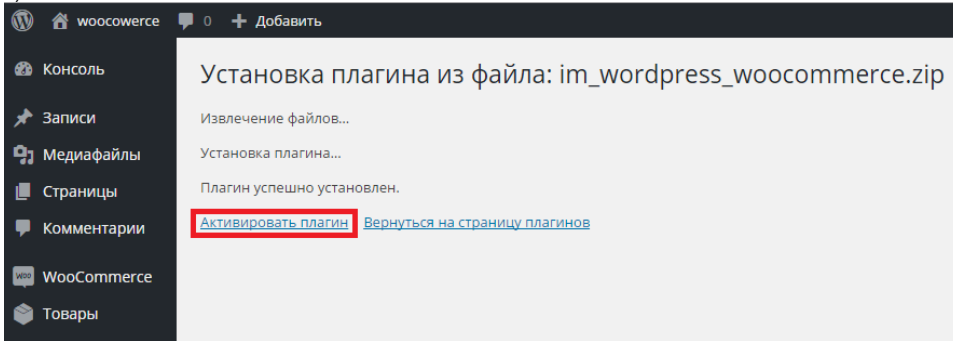 woocowerce 0 + Добавить
Консоль
Записи
Медиафайлы
Страницы
Комментарии
WOO WooCommerce
Товары
Установка плагина из файла: im_wordpress_woocommerce.zip
Извлечение файлов...
Установка плагина...
Плагин успешно установлен.
Активировать плагин Вернуться на страницу плагинов